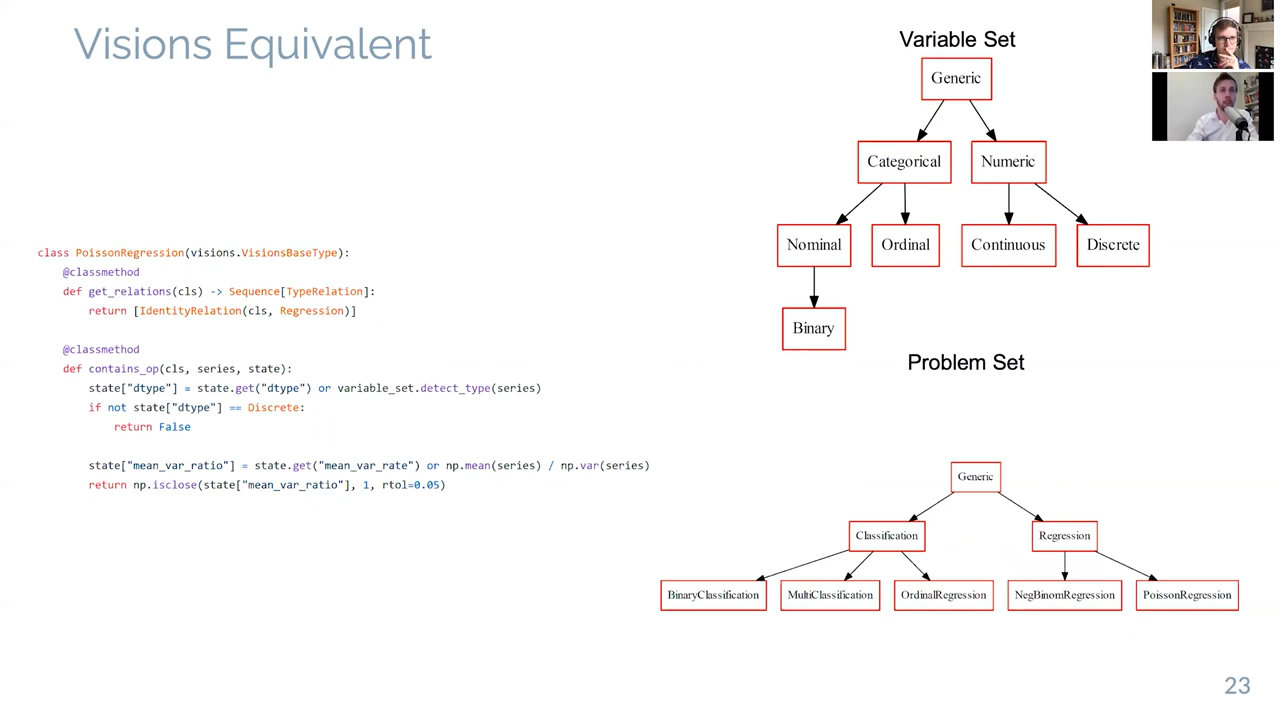 Visions Equivalent
class PoissonRegression(visions.VisionsBaseType):
@classmethod
def get_relations(cls) -> Sequence[TypeRelation]:
return [IdentityRelation(cls, Regression)]
@classmethod
def contains_op(cls, series, state):
state["dtype"] = state.get("dtype") or variable_set.detect_type(series)
if not state["dtype"] == Discrete:
return False
state["mean_var_ratio"] = state.get("mean_var_rate") or np.mean(series) / np.var(series)
return np.isclose(state["mean_var_ratio"], 1, rtol=0.05)
Variable Set
Generic
Categorical Numeric
Nominal Ordinal Continuous Discrete
Binary
Problem Set
Generic
Classification Regression
BinaryClassification MultiClassification OrdinalRegression NegBinomRegression PoissonRegression
23